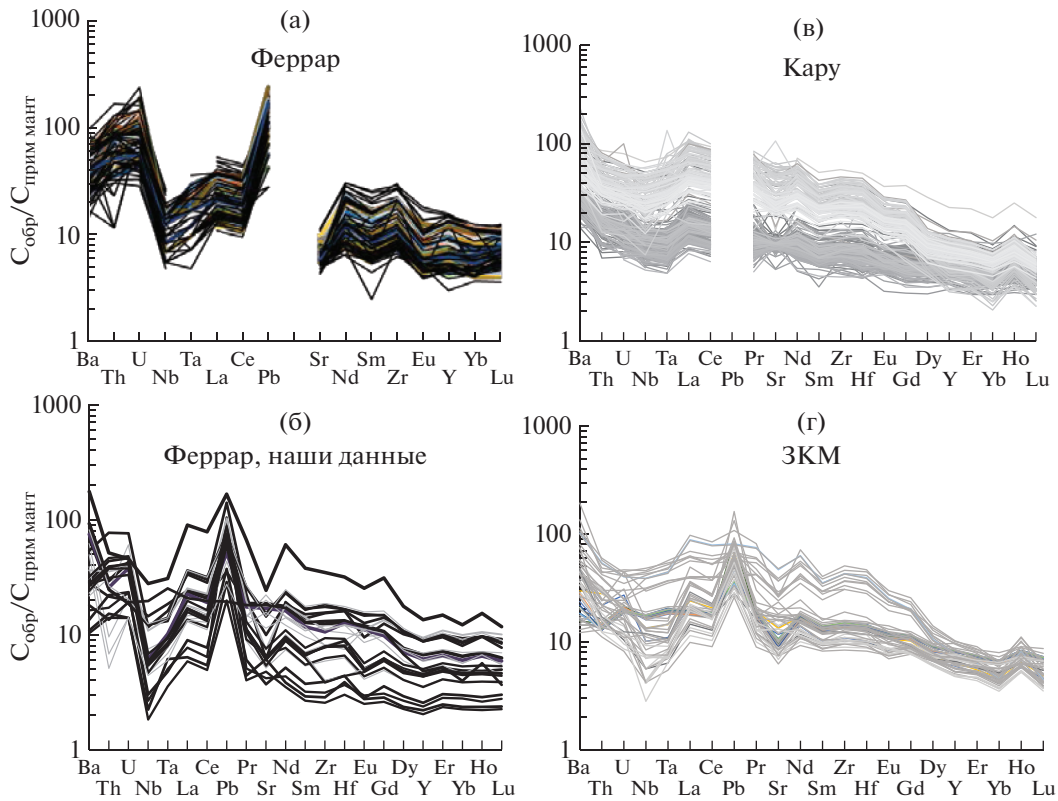 (а)
Феррар
1000
100
10
1
Cобр/Cприм мант
Ba U Ta Ce Sr Sm Eu Yb
Th Nb La Pb Nd Zr Y Lu
(в)
Кару
1000
100
10
1
Ba U Ta Ce Pr Nd Zr Eu Dy Er Ho
Th Nb La Pb Sr Sm Hf Gd Y Yb Lu
(б)
Феррар, наши данные
1000
100
10
1
Cобр/Cприм мант
Ba U Ta Ce Pr Nd Zr Eu Dy Er Ho
Th Nb La Pb Sr Sm Hf Gd Y Yb Lu
(г)
ЗКМ
1000
100
10
1
Ba U Ta Ce Pr Nd Zr Eu Dy Er Ho
Th Nb La Pb Sr Sm Hf Gd Y Yb Lu